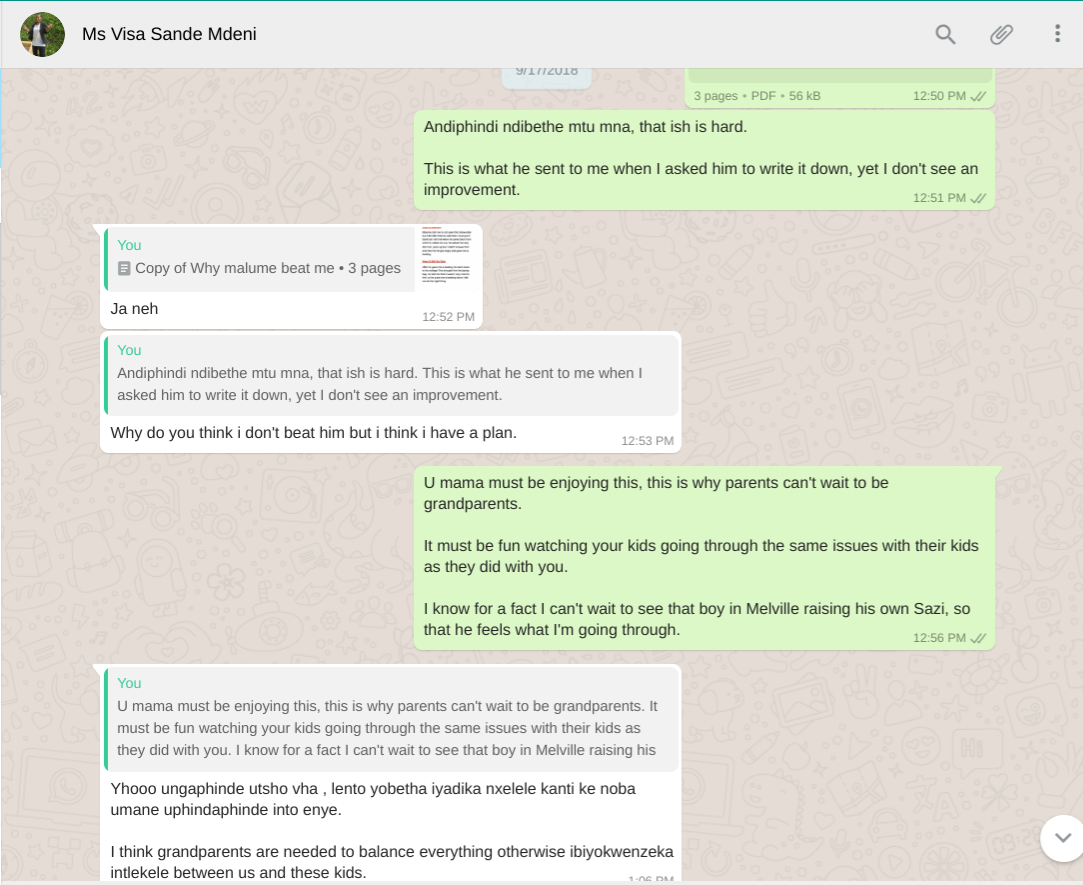 Ms Visa Sande Mdeni
9/17/2018
3 pages • PDF • 56 kB 12:50 PM
Andiphindi ndibethe mtu mna, that ish is hard.
This is what he sent to me when I asked him to write it down, yet I don't see an
improvement.
12:51 PM
You
Copy of Why malume beat me • 3 pages
Ja neh
12:52 PM
You
Andiphindi ndibethe mtu mna, that ish is hard. This is what he sent to me when I
asked him to write it down, yet I don't see an improvement.
Why do you think i don't beat him but i think i have a plan.
12:53 PM
U mama must be enjoying this, this is why parents can't wait to be
grandparents.
It must be fun watching your kids going through the same issues with their kids
as they did with you.
I know for a fact I can't wait to see that boy in Melville raising his own Sazi, so
that he feels what I'm going through.
12:56 PM
You
U mama must be enjoying this, this is why parents can't wait to be grandparents. It
must be fun watching your kids going through the same issues with their kids as
they did with you. I know for a fact I can't wait to see that boy in Melville raising his
Yhooo ungaphinde utsho vha , lento yobetha iyadika nxelele kanti ke noba
umane uphindaphinde into enye.
I think grandparents are needed to balance everything otherwise ibiyokwenzeka
intlekele between us and these kids.
1:06 PM